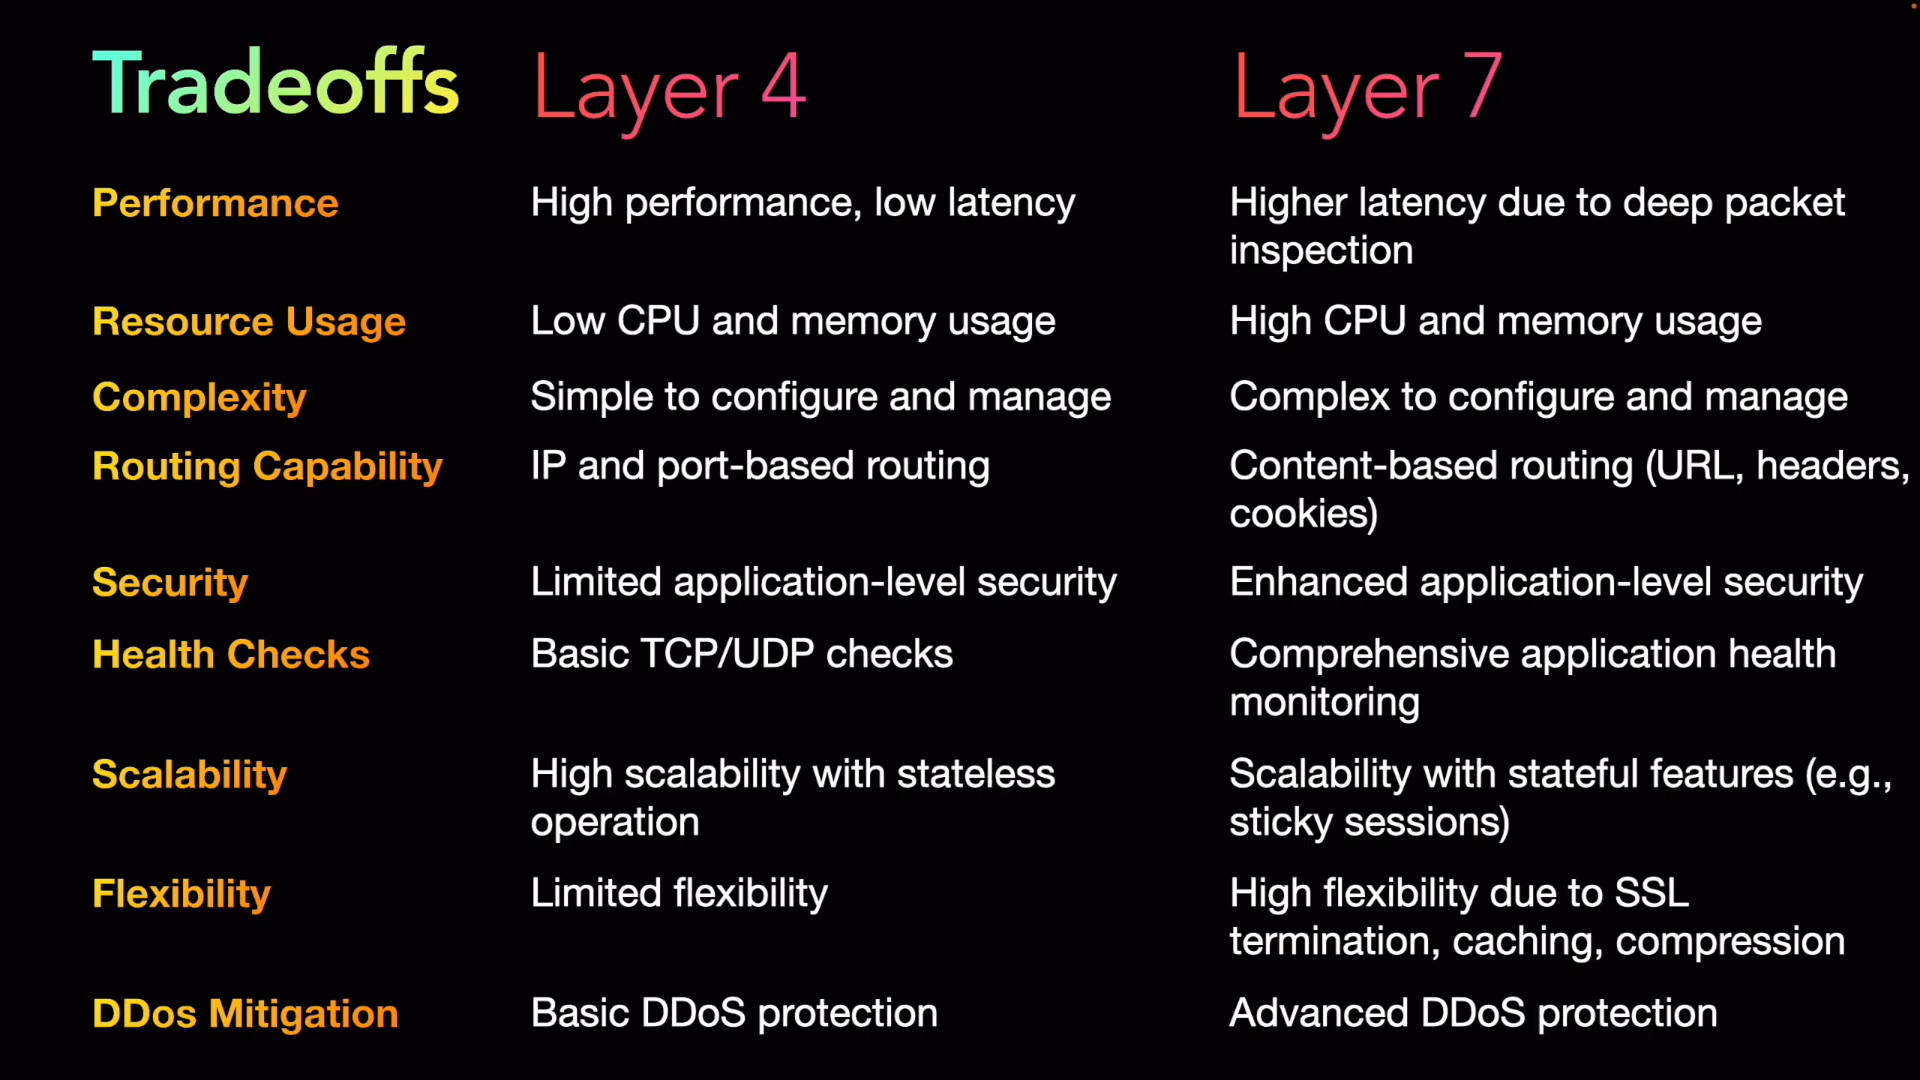 Tradeoffs Layer 4 Layer 7
Performance High performance, low latency Higher latency due to deep packet
inspection
Resource Usage Low CPU and memory usage High CPU and memory usage
Complexity Simple to configure and manage Complex to configure and manage
Routing Capability IP and port-based routing Content-based routing (URL, headers,
cookies)
Security Limited application-level security Enhanced application-level security
Health Checks Basic TCP/UDP checks Comprehensive application health
monitoring
Scalability High scalability with stateless Scalability with stateful features (e.g.,
operation sticky sessions)
Flexibility Limited flexibility High flexibility due to SSL
termination, caching, compression
DDos Mitigation Basic DDoS protection Advanced DDoS protection